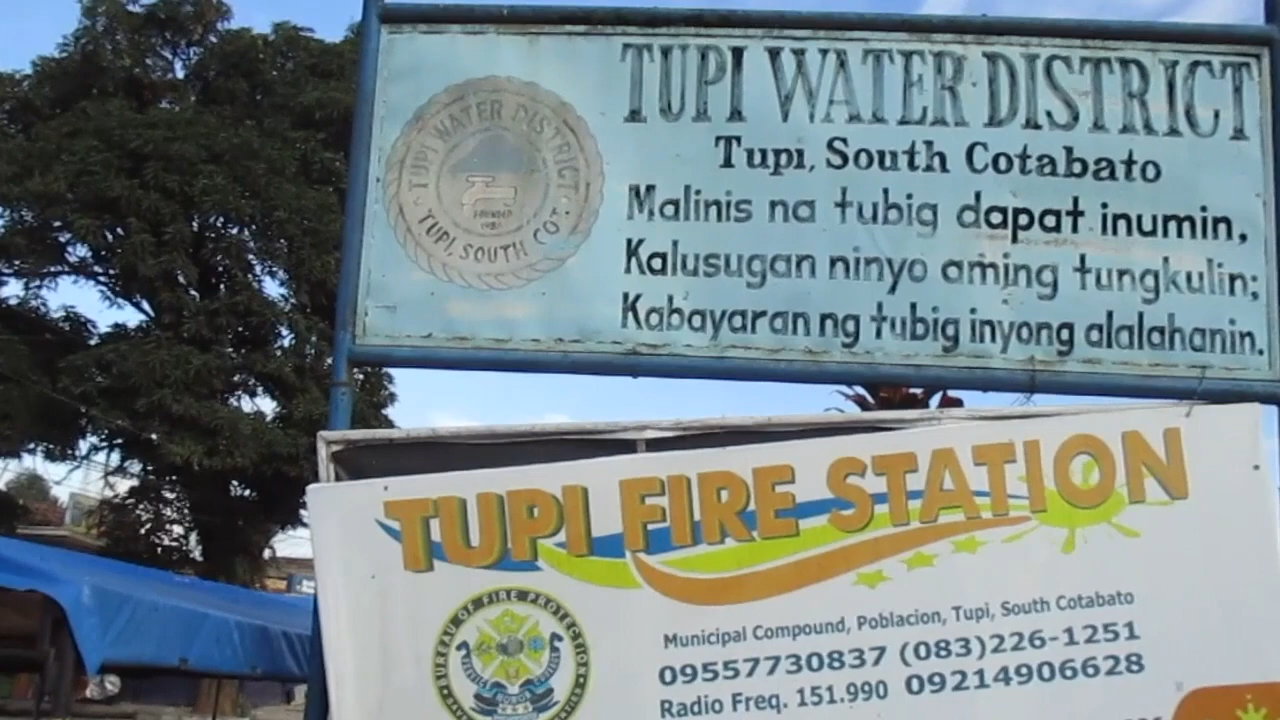 TUPI WATER DISTRICT
Tupi, South Cotabato
Malinis na tubig dapat inumin,
Kalusugan ninyo aming tungkulin;
Kabayaran ng tubig inyong alalahanin.
TUPI WATER DISTRICT
TUPI, SOUTH COT.
TUPI FIRE STATION
BUREAU OF FIRE PROTECTION
Municipal Compound, Poblacion, Tupi, South Cotabato
09557730837 (083)226-1251
Radio Freq. 151.990 09214906628